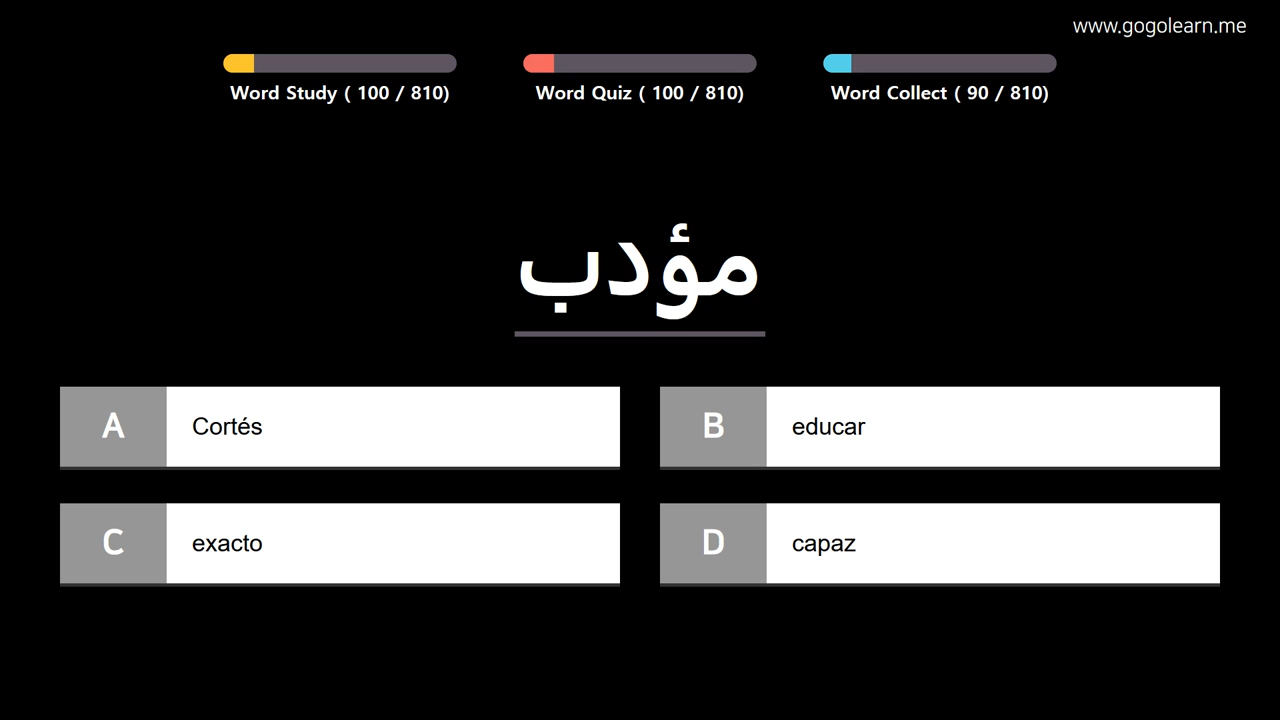 www.gogolearn.me
Word Study ( 100 / 810)
Word Quiz ( 100 / 810)
Word Collect ( 90 / 810)
مؤدب
A Cortés
B educar
C exacto
D capaz